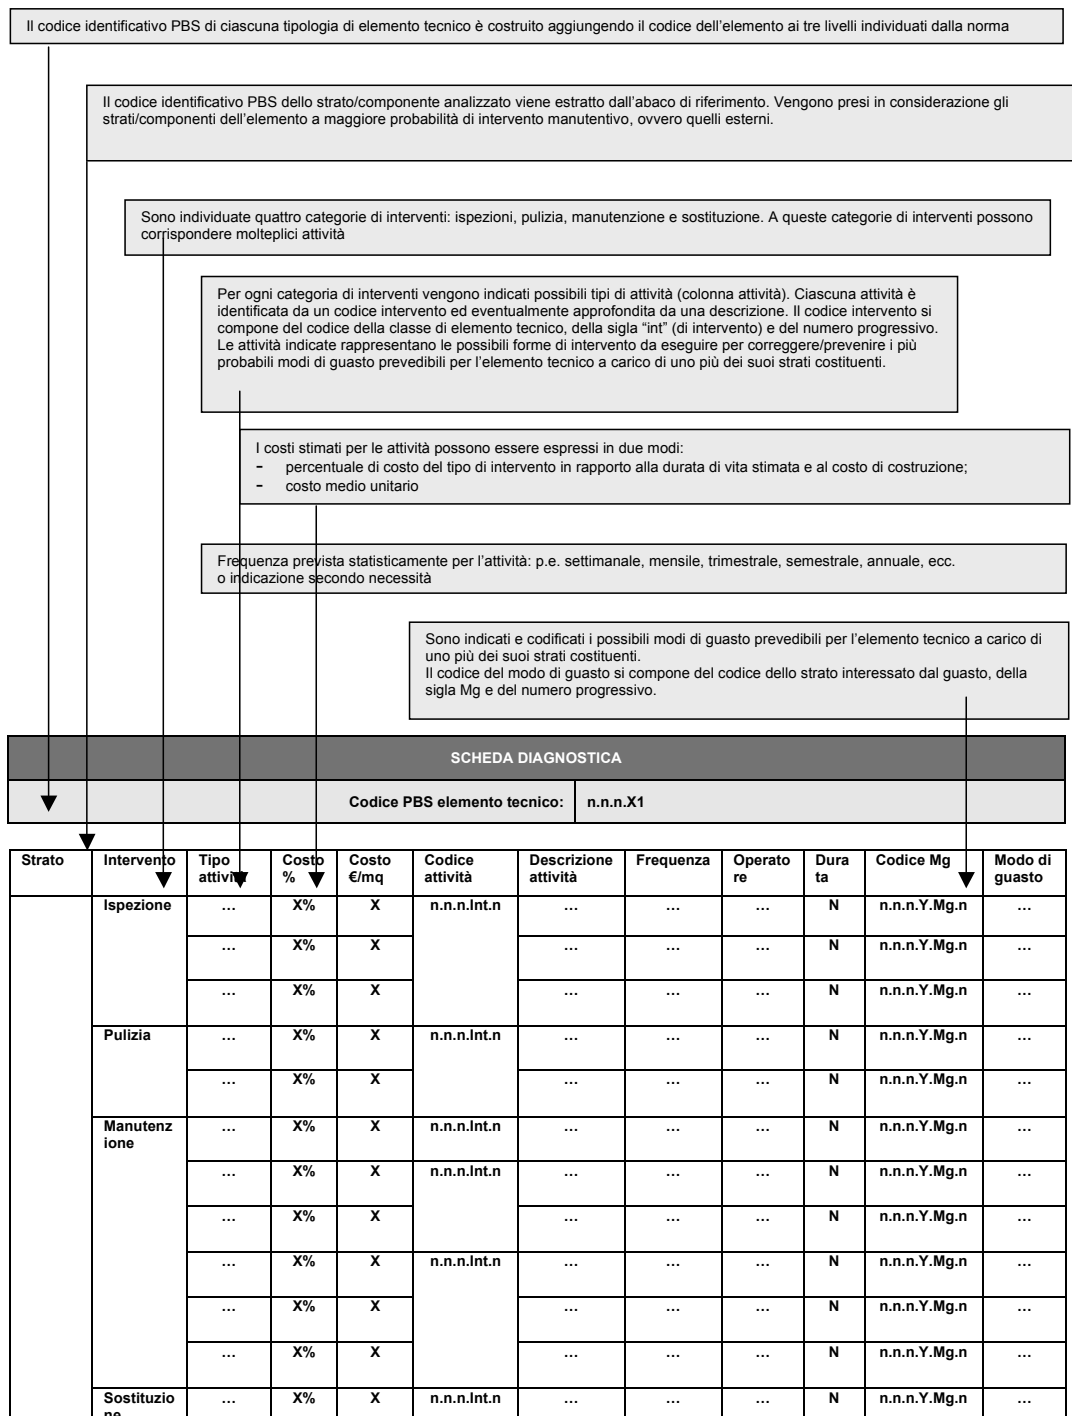 Il codice identificativo PBS di ciascuna tipologia di elemento tecnico è costruito aggiungendo il codice dell'elemento ai tre livelli individuati dalla norma
Il codice identificativo PBS dello strato/componente analizzato viene estratto dall'abaco di riferimento. Vengono presi in considerazione gli
strati/componenti dell'elemento a maggiore probabilità di intervento manutentivo, ovvero quelli esterni.
Sono individuate quattro categorie di interventi: ispezioni, pulizia, manutenzione e sostituzione. A queste categorie di interventi possono
corrispondere molteplici attività
Per ogni categoria di interventi vengono indicati possibili tipi di attività (colonna attività). Ciascuna attività è
identificata da un codice intervento ed eventualmente approfondita da una descrizione. Il codice intervento si
compone del codice della classe di elemento tecnico, della sigla “int” (di intervento) e del numero progressivo.
Le attività indicate rappresentano le possibili forme di intervento da eseguire per correggere/prevenire i più
probabili modi di guasto prevedibili per l'elemento tecnico a carico di uno più dei suoi strati costituenti.
I costi stimati per le attività possono essere espressi in due modi:
- percentuale di costo del tipo di intervento in rapporto alla durata di vita stimata e al costo di costruzione;
- costo medio unitario
Frequenza prevista statisticamente per l'attività: p.e. settimanale, mensile, trimestrale, semestrale, annuale, ecc.
o indicazione secondo necessità
Sono indicati e codificati i possibili modi di guasto prevedibili per l'elemento tecnico a carico di
uno più dei suoi strati costituenti.
Il codice del modo di guasto si compone del codice dello strato interessato dal guasto, della
sigla Mg e del numero progressivo.
SCHEDA DIAGNOSTICA
Codice PBS elemento tecnico: n.n.n.X1
Strato Intervento Tipo attività Costo % Costo €/mq Codice attività Descrizione attività Frequenza Operato re Dura ta Codice Mg Modo di guasto
Ispezione … X% X n.n.n.Int.n … … … N n.n.n.Y.Mg.n …
… X% X … … … N n.n.n.Y.Mg.n …
… X% X … … … N n.n.n.Y.Mg.n …
Pulizia … X% X n.n.n.Int.n … … … N n.n.n.Y.Mg.n …
… X% X … … … N n.n.n.Y.Mg.n …
Manutenz ione … X% X n.n.n.Int.n … … … N n.n.n.Y.Mg.n …
… X% X n.n.n.Int.n … … … N n.n.n.Y.Mg.n …
… X% X … … … N n.n.n.Y.Mg.n …
… X% X n.n.n.Int.n … … … N n.n.n.Y.Mg.n …
… X% X … … … N n.n.n.Y.Mg.n …
… X% X … … … N n.n.n.Y.Mg.n …
Sostituzio ne … X% X n.n.n.Int.n … … … N n.n.n.Y.Mg.n …